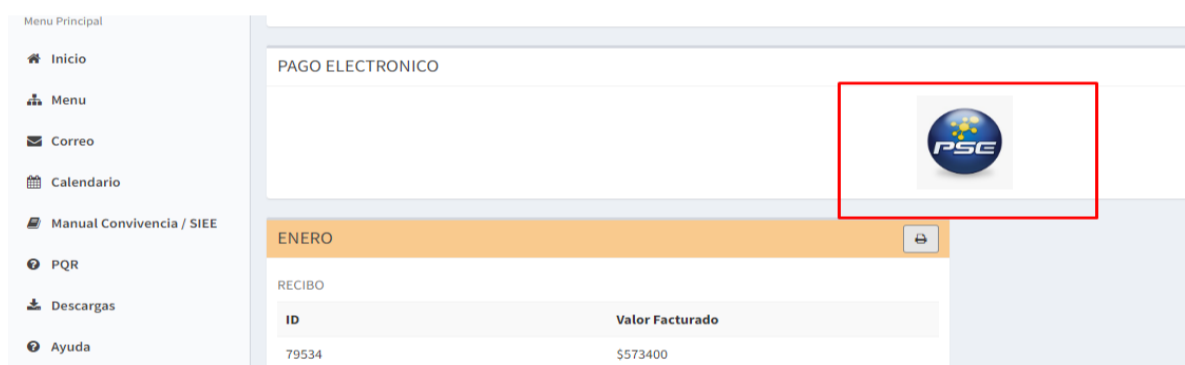 Menu Principal
Inicio
Menu
Correo
Calendario
Manual Convivencia / SIEE
PQR
Descargas
Ayuda
PAGO ELECTRONICO
PSE
ENERO
RECIBO
ID Valor Facturado
79534 $573400